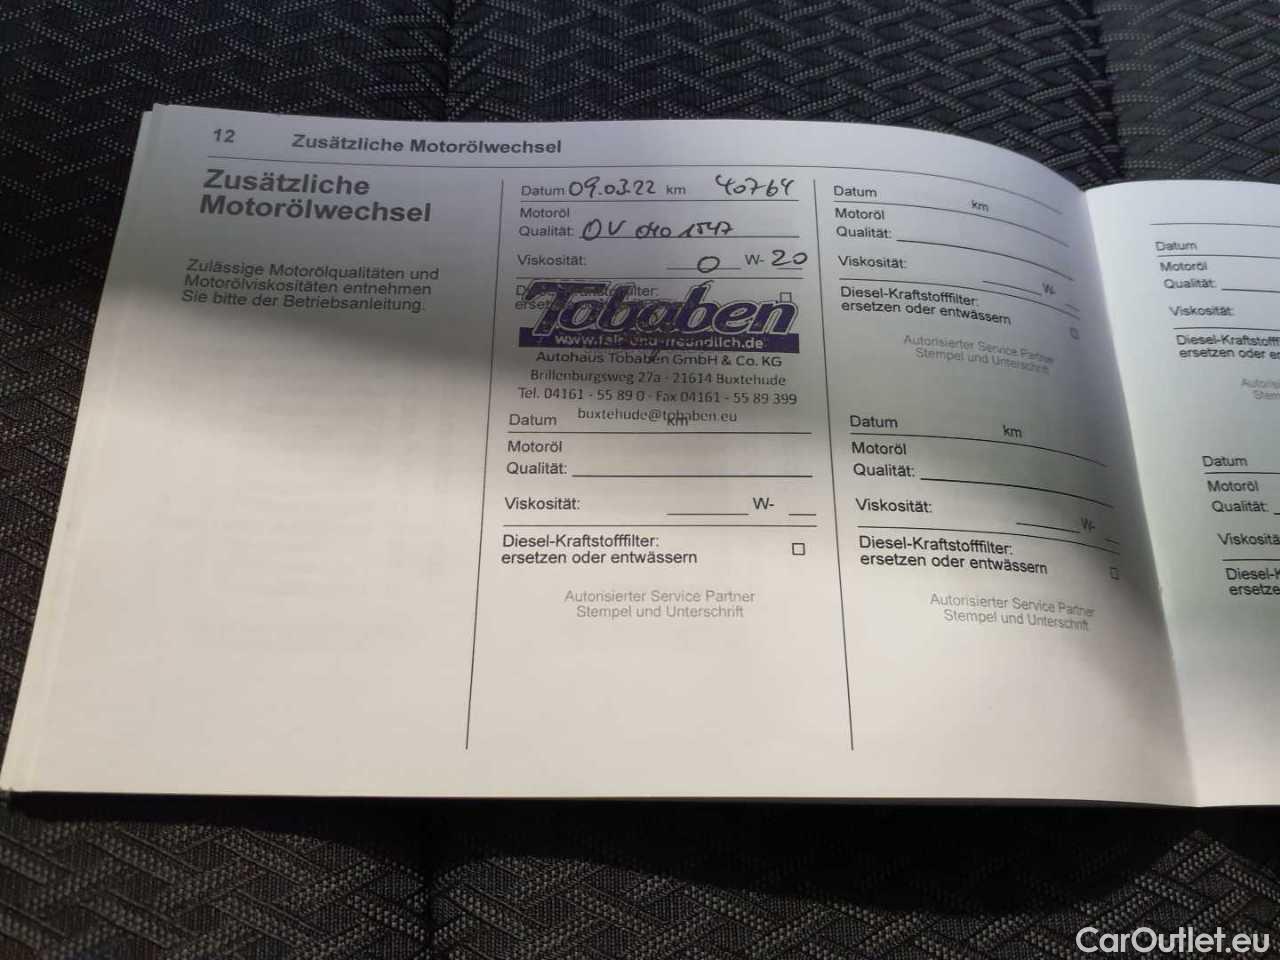 12 Zusätzliche Motorölwechsel
Zusätzliche
Motorölwechsel
Zulässige Motorölqualitäten und
Motorölviskositäten entnehmen
Sie bitte der Betriebsanleitung.
Datum 09.03.22 km 40764
Motoröl
Qualität: OV 040 1547
Viskosität: 0 W- 20
Tobaben
www.fair-und-freundlich.de
Autohaus Tobaben GmbH & Co. KG
Brillenburgsweg 27a - 21614 Buxtehude
Tel. 04161 - 55 89 0 - Fax 04161 - 55 89 399
buxtehude@tobaben.eu
Datum km
Motoröl
Qualität:
Viskosität: W-
Diesel-Kraftstofffilter:
ersetzen oder entwässern
Autorisierter Service Partner
Stempel und Unterschrift
Datum km
Motoröl
Qualität:
Viskosität: W-
Diesel-Kraftstofffilter:
ersetzen oder entwässern
Autorisierter Service Partner
Stempel und Unterschrift
Datum km
Motoröl
Qualität:
Viskosität: W-
Diesel-Kraftstofffilter:
ersetzen oder entwässern
Autorisierter Service Partner
Stempel und Unterschrift
Datum
Motoröl
Qualität:
Viskosität:
Datum
Motoröl
Qualität:
CarOutlet.eu